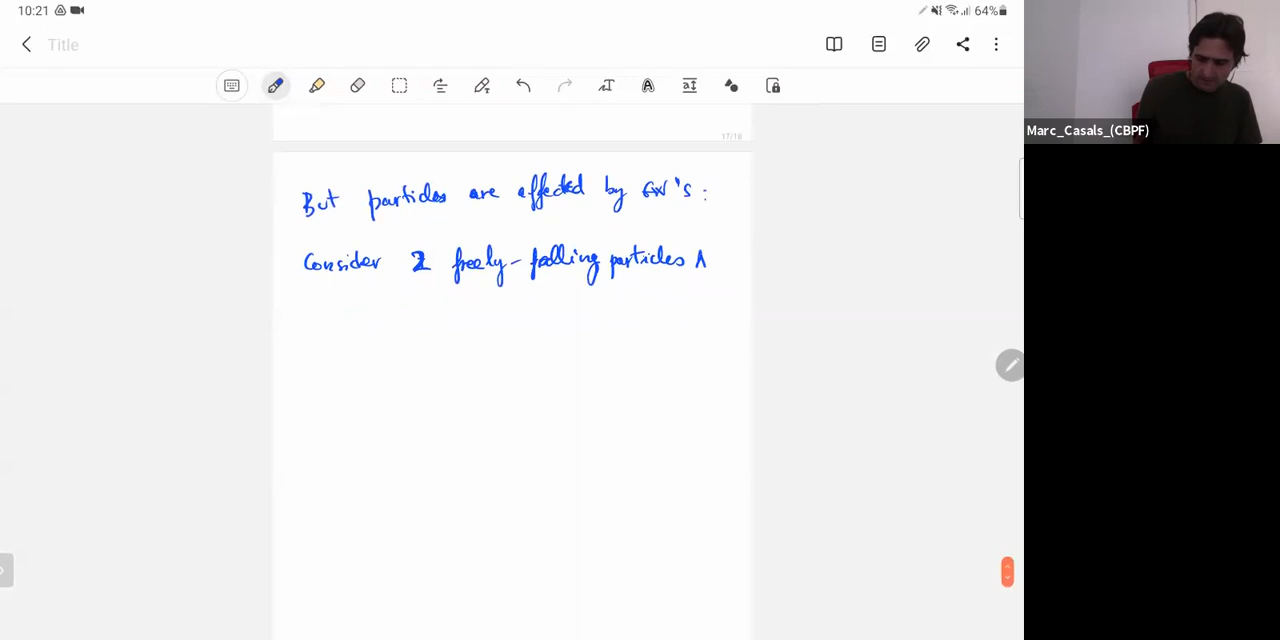 10:21
64%
Title
17/18
But particles are affected by GW's:
Consider 2 freely-falling particles A
Marc_Casals_(CBPF)